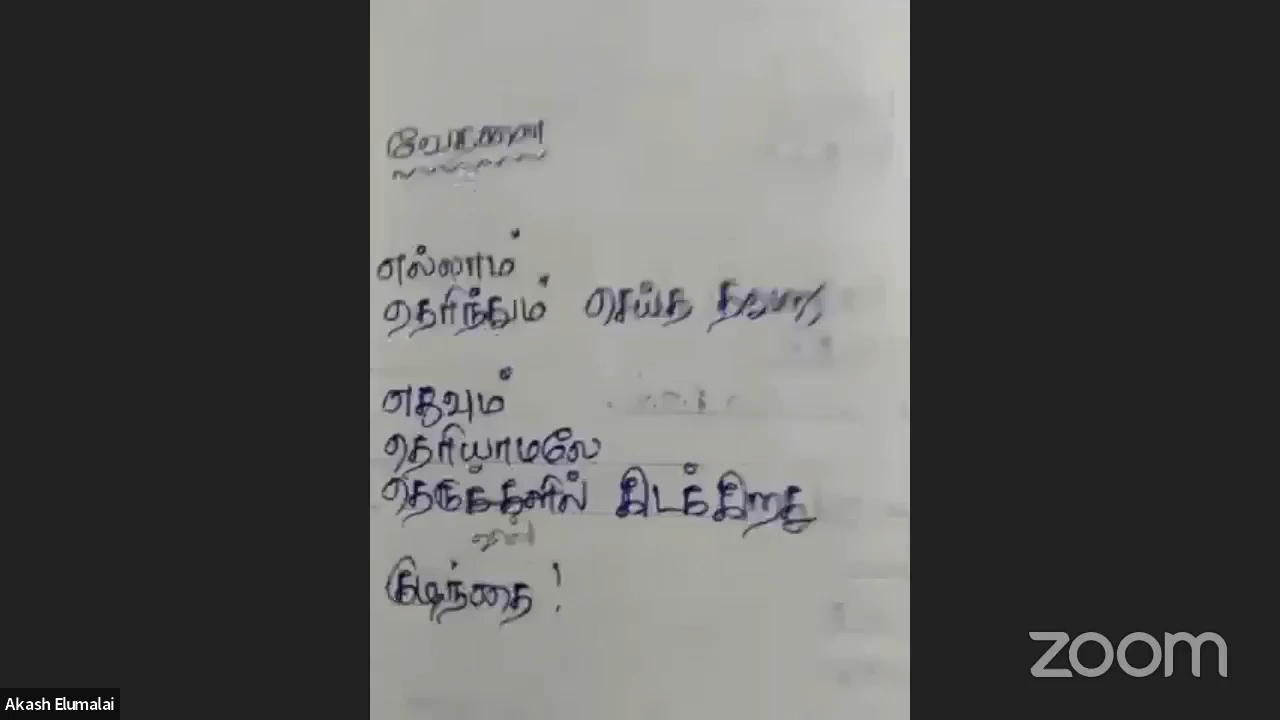 வேதனை
எல்லாம்
தெரிந்தும் செய்த தவறு
எதுவும்
தெரியாமலே
தெருக்களில் கிடக்கிறது
குழந்தை !
zoom
Akash Elumalai